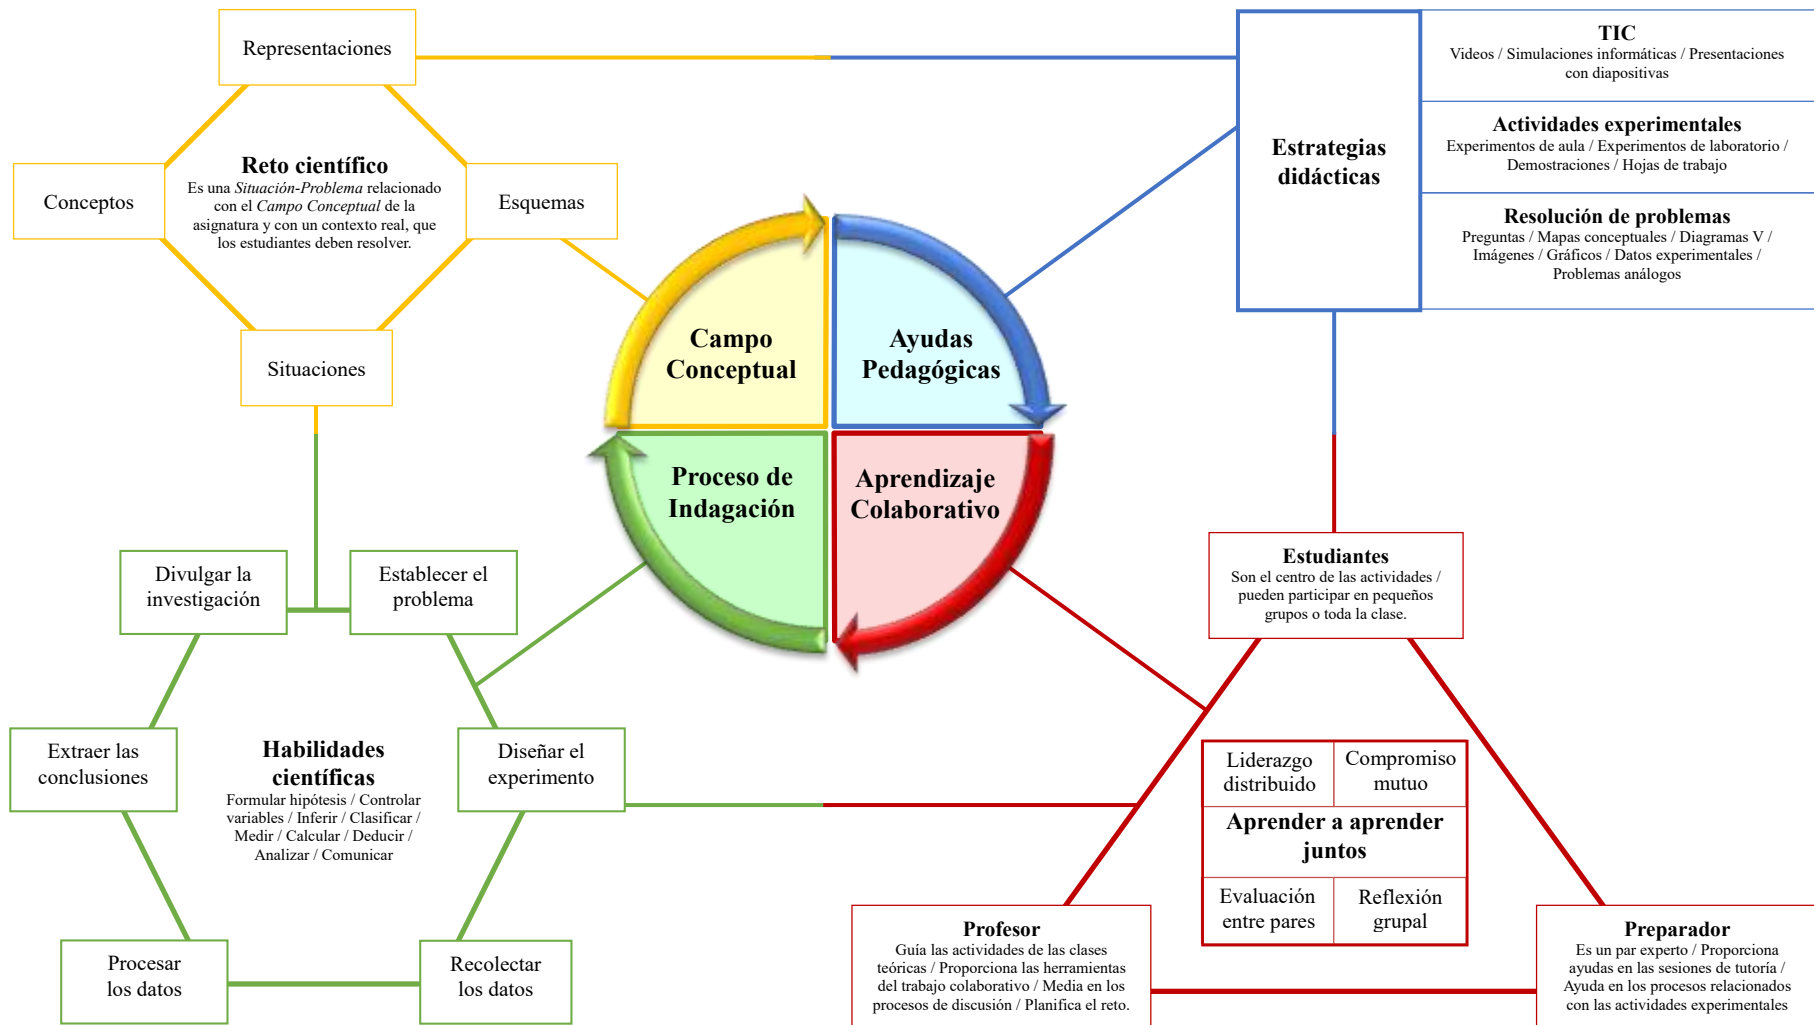 Representaciones
Conceptos
Reto científico
Es una Situación-Problema relacionado
con el Campo Conceptual de la
asignatura y con un contexto real, que
los estudiantes deben resolver.
Esquemas
Situaciones
Estrategias
didácticas
TIC
Videos / Simulaciones informáticas / Presentaciones
con diapositivas
Actividades experimentales
Experimentos de aula / Experimentos de laboratorio /
Demostraciones / Hojas de trabajo
Resolución de problemas
Preguntas / Mapas conceptuales / Diagramas V /
Imágenes / Gráficos / Datos experimentales /
Problemas análogos
Campo
Conceptual
Ayudas
Pedagógicas
Proceso de
Indagación
Aprendizaje
Colaborativo
Divulgar la
investigación
Establecer el
problema
Extraer las
conclusiones
Habilidades
científicas
Formular hipótesis / Controlar
variables / Inferir / Clasificar /
Medir / Calcular / Deducir /
Analizar / Comunicar
Diseñar el
experimento
Procesar
los datos
Recolectar
los datos
Estudiantes
Son el centro de las actividades /
pueden participar en pequeños
grupos o toda la clase.
Liderazgo
distribuido
Compromiso
mutuo
Aprender a aprender
juntos
Evaluación
entre pares
Reflexión
grupal
Profesor
Guía las actividades de las clases
teóricas / Proporciona las herramientas
del trabajo colaborativo / Media en los
procesos de discusión / Planifica el reto.
Preparador
Es un par experto / Proporciona
ayudas en las sesiones de tutoría /
Ayuda en los procesos relacionados
con las actividades experimentales